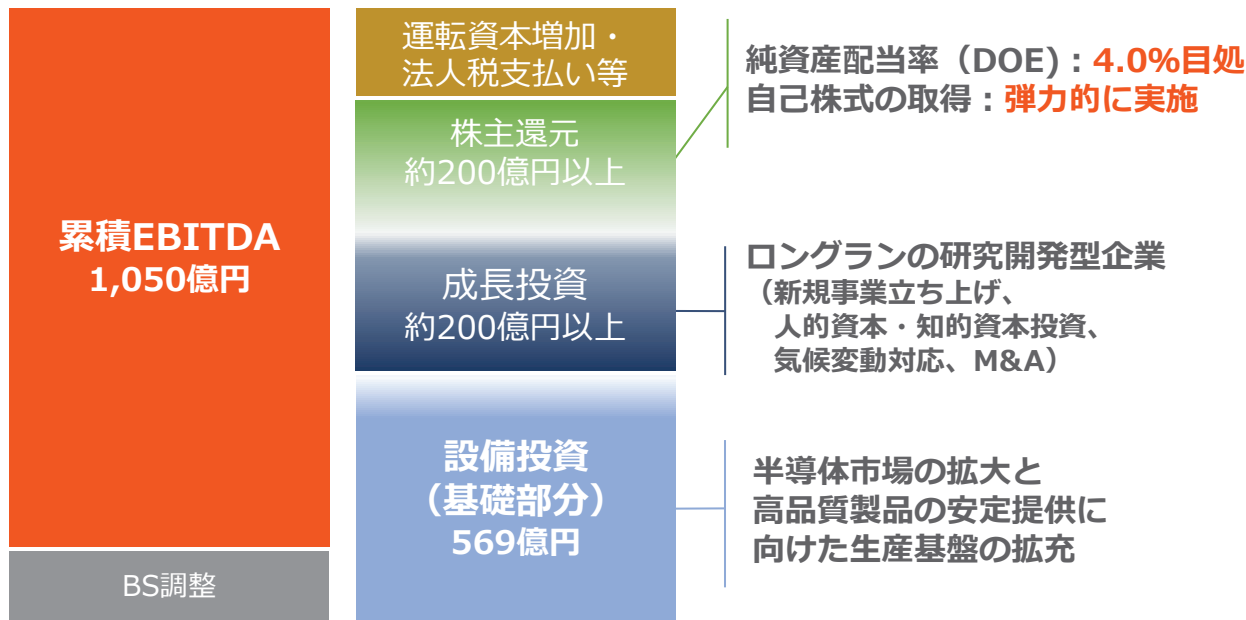 累積EBITDA
1,050億円
BS調整
運転資本増加・
法人税支払い等
株主還元
約200億円以上
成長投資
約200億円以上
設備投資
（基礎部分）
569億円
純資産配当率（DOE)：4.0%目処
自己株式の取得：弾力的に実施
ロングランの研究開発型企業
（新規事業立ち上げ、
人的資本・知的資本投資、
気候変動対応、M&A）
半導体市場の拡大と
高品質製品の安定提供に
向けた生産基盤の拡充